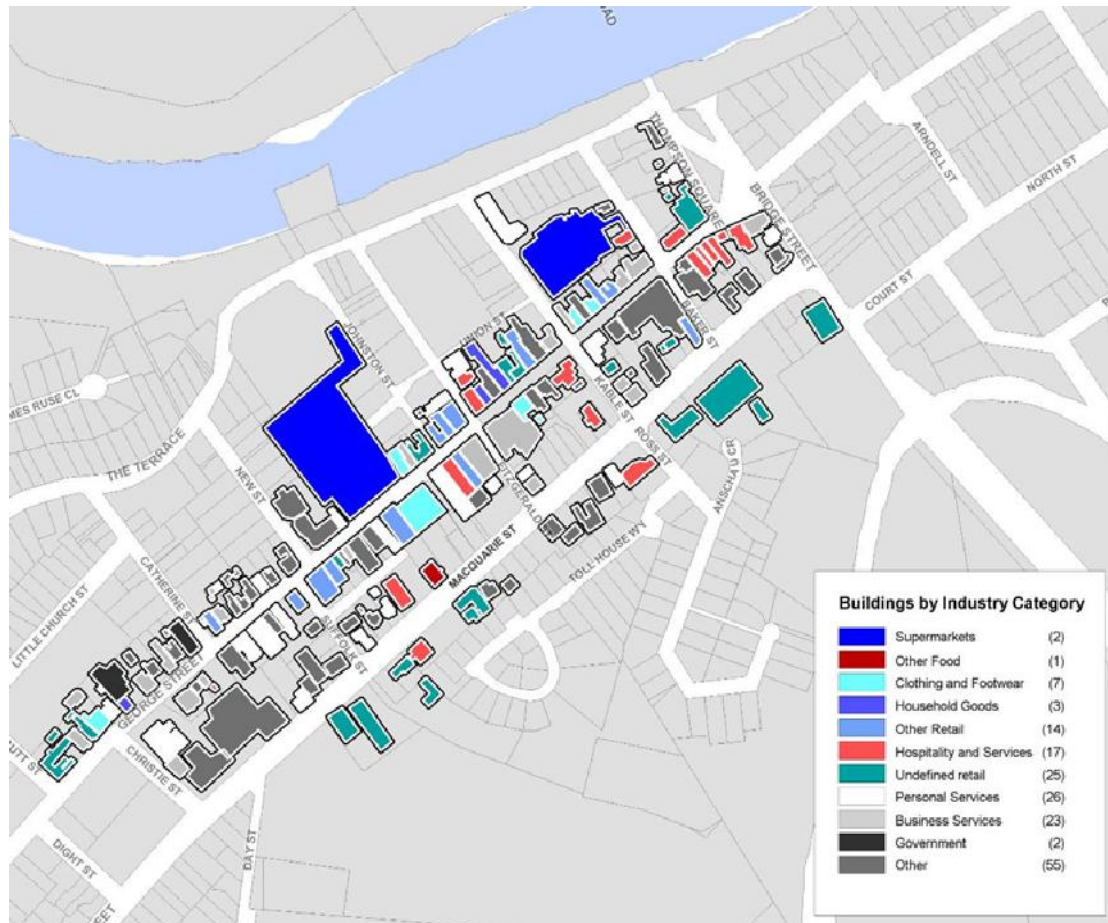 THOMPSON SQUARE
ARNDELL ST
NORTH ST
BRIDGE STREET
COURT ST
UNION ST
BAKER ST
JOHNSTON ST
KABLE ST
ROSS ST
THE TERRACE
NEW ST
FITZGERALD
MACQUARIE ST
TOLL HOUSE WY
CATHERINE ST
LITTLE CHURCH ST
SUFFOLK ST
GEORGE STREET
CHRISTIE ST
DIGHT ST
DAY ST
Buildings by Industry Category
Supermarkets (2)
Other Food (1)
Clothing and Footwear (7)
Household Goods (3)
Other Retail (14)
Hospitality and Services (17)
Undefined retail (25)
Personal Services (26)
Business Services (23)
Government (2)
Other (55)